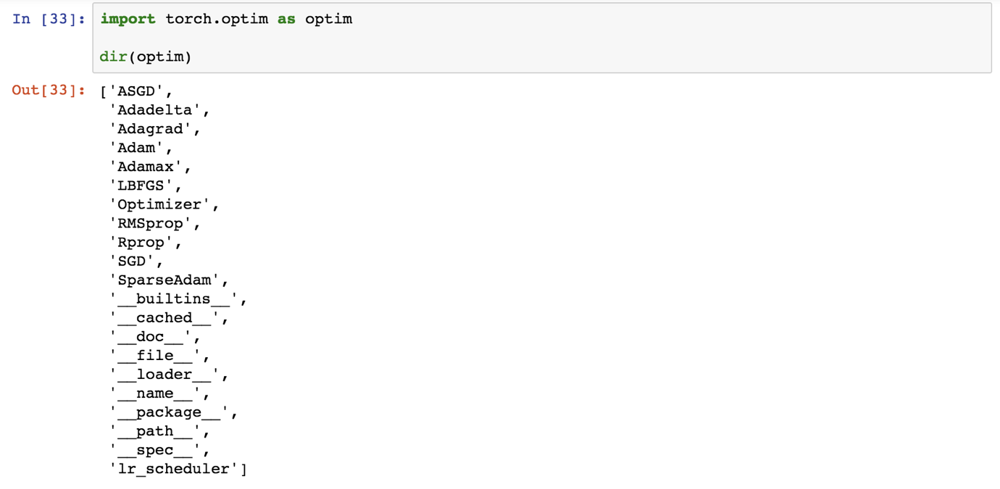 In [33]: import torch.optim as optim
dir(optim)
Out[33]: ['ASGD',
'Adadelta',
'Adagrad',
'Adam',
'Adamax',
'LBFGS',
'Optimizer',
'RMSprop',
'Rprop',
'SGD',
'SparseAdam',
'__builtins__',
'__cached__',
'__doc__',
'__file__',
'__loader__',
'__name__',
'__package__',
'__path__',
'__spec__',
'lr_scheduler']